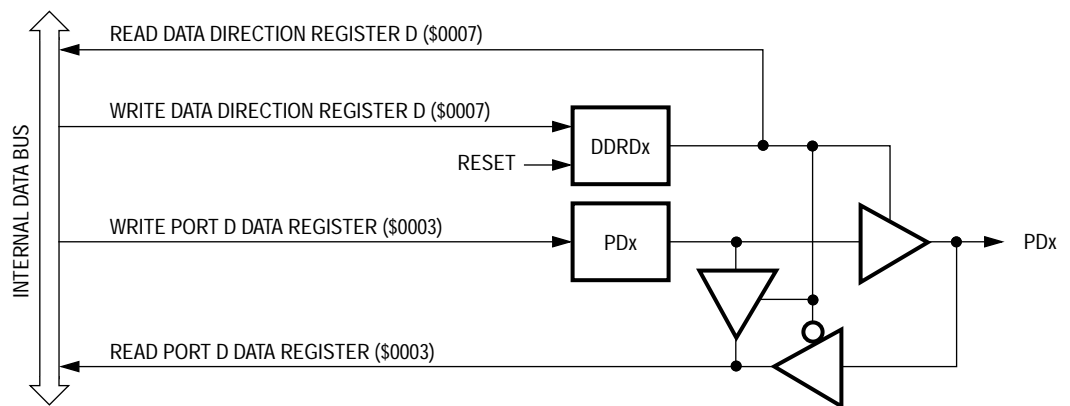 READ DATA DIRECTION REGISTER D ($0007)
WRITE DATA DIRECTION REGISTER D ($0007)
RESET
DDRDx
INTERNAL DATA BUS
WRITE PORT D DATA REGISTER ($0003)
PDx
PDx
READ PORT D DATA REGISTER ($0003)